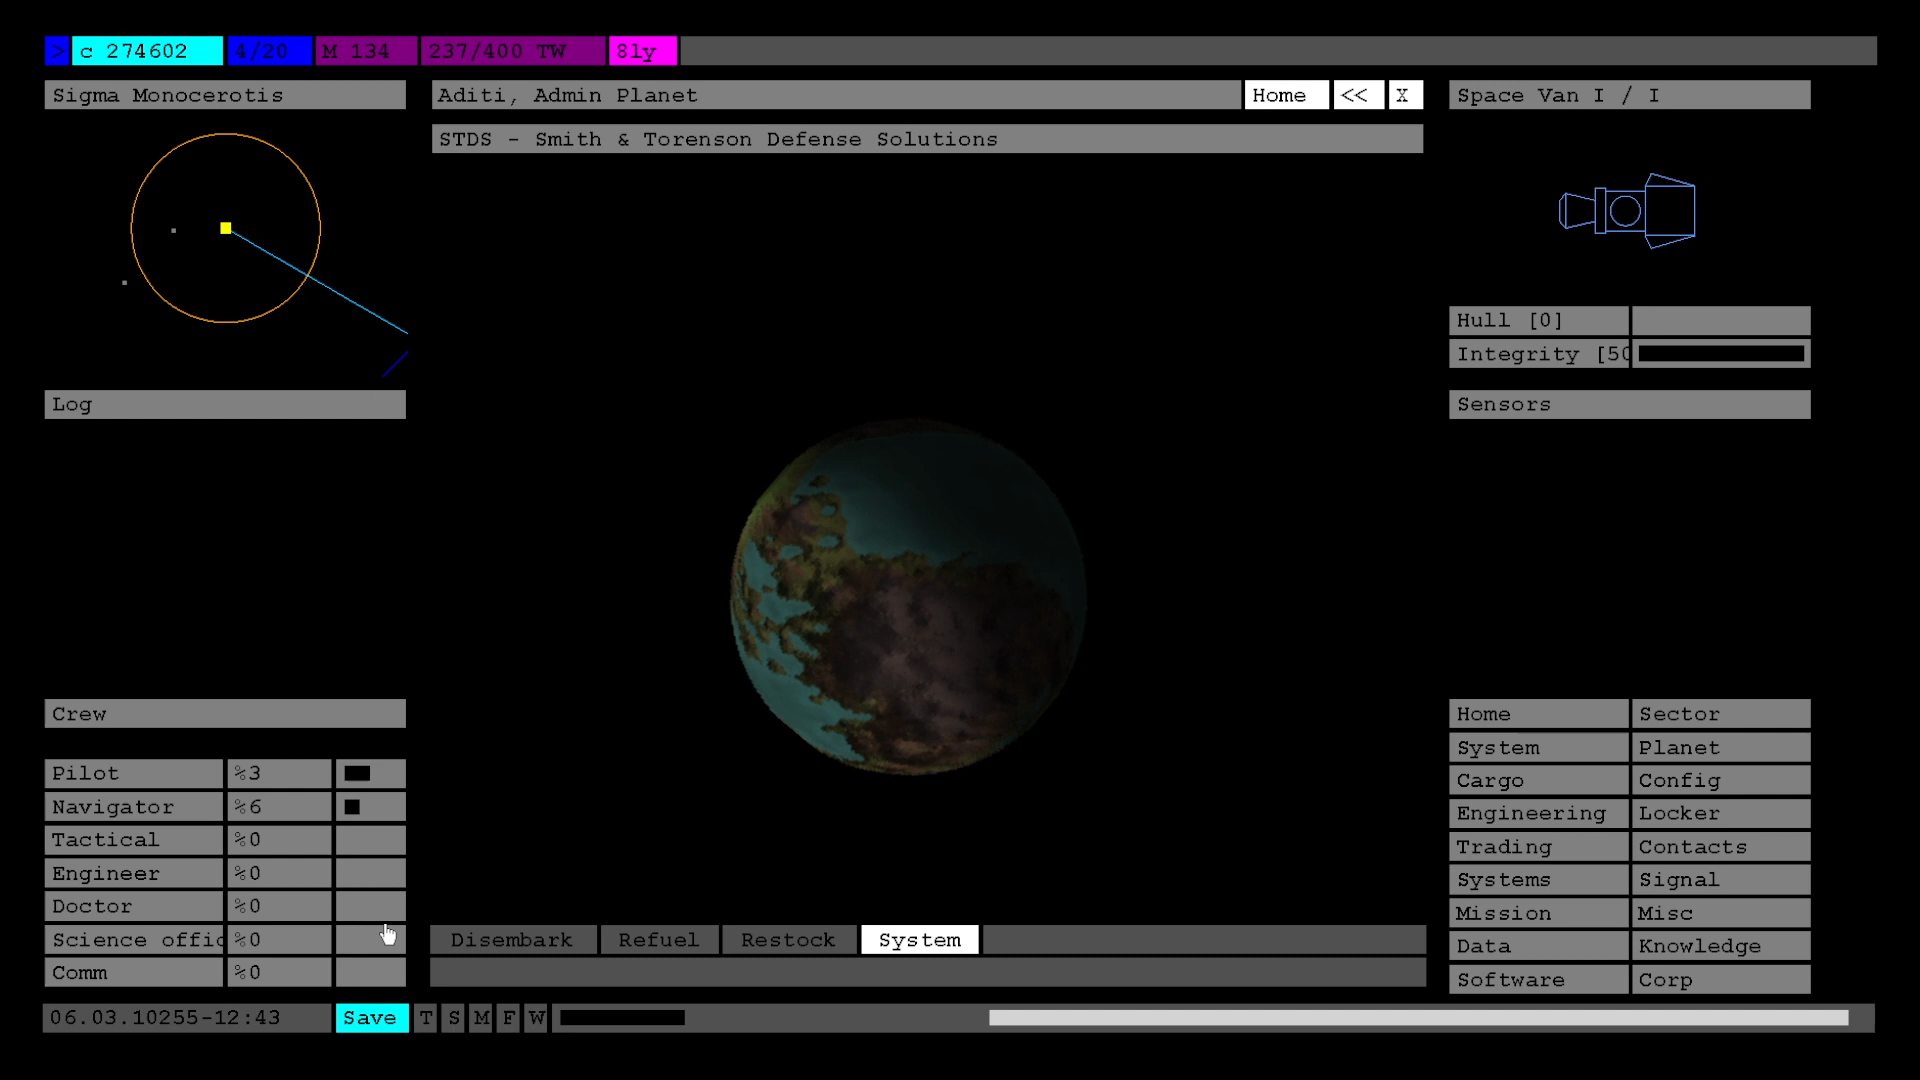 > c 274602 4/20 M 134 237/400 TW 8ly
Sigma Monocerotis
Aditi, Admin Planet Home << X
Space Van I / I
STDS - Smith & Torenson Defense Solutions
Hull [0]
Integrity [50
Log
Sensors
Crew
Pilot %3
Navigator %6
Tactical %0
Engineer %0
Doctor %0
Science offic %0
Comm %0
Disembark Refuel Restock System
Home Sector
System Planet
Cargo Config
Engineering Locker
Trading Contacts
Systems Signal
Mission Misc
Data Knowledge
Software Corp
06.03.10255-12:43 Save T S M F W